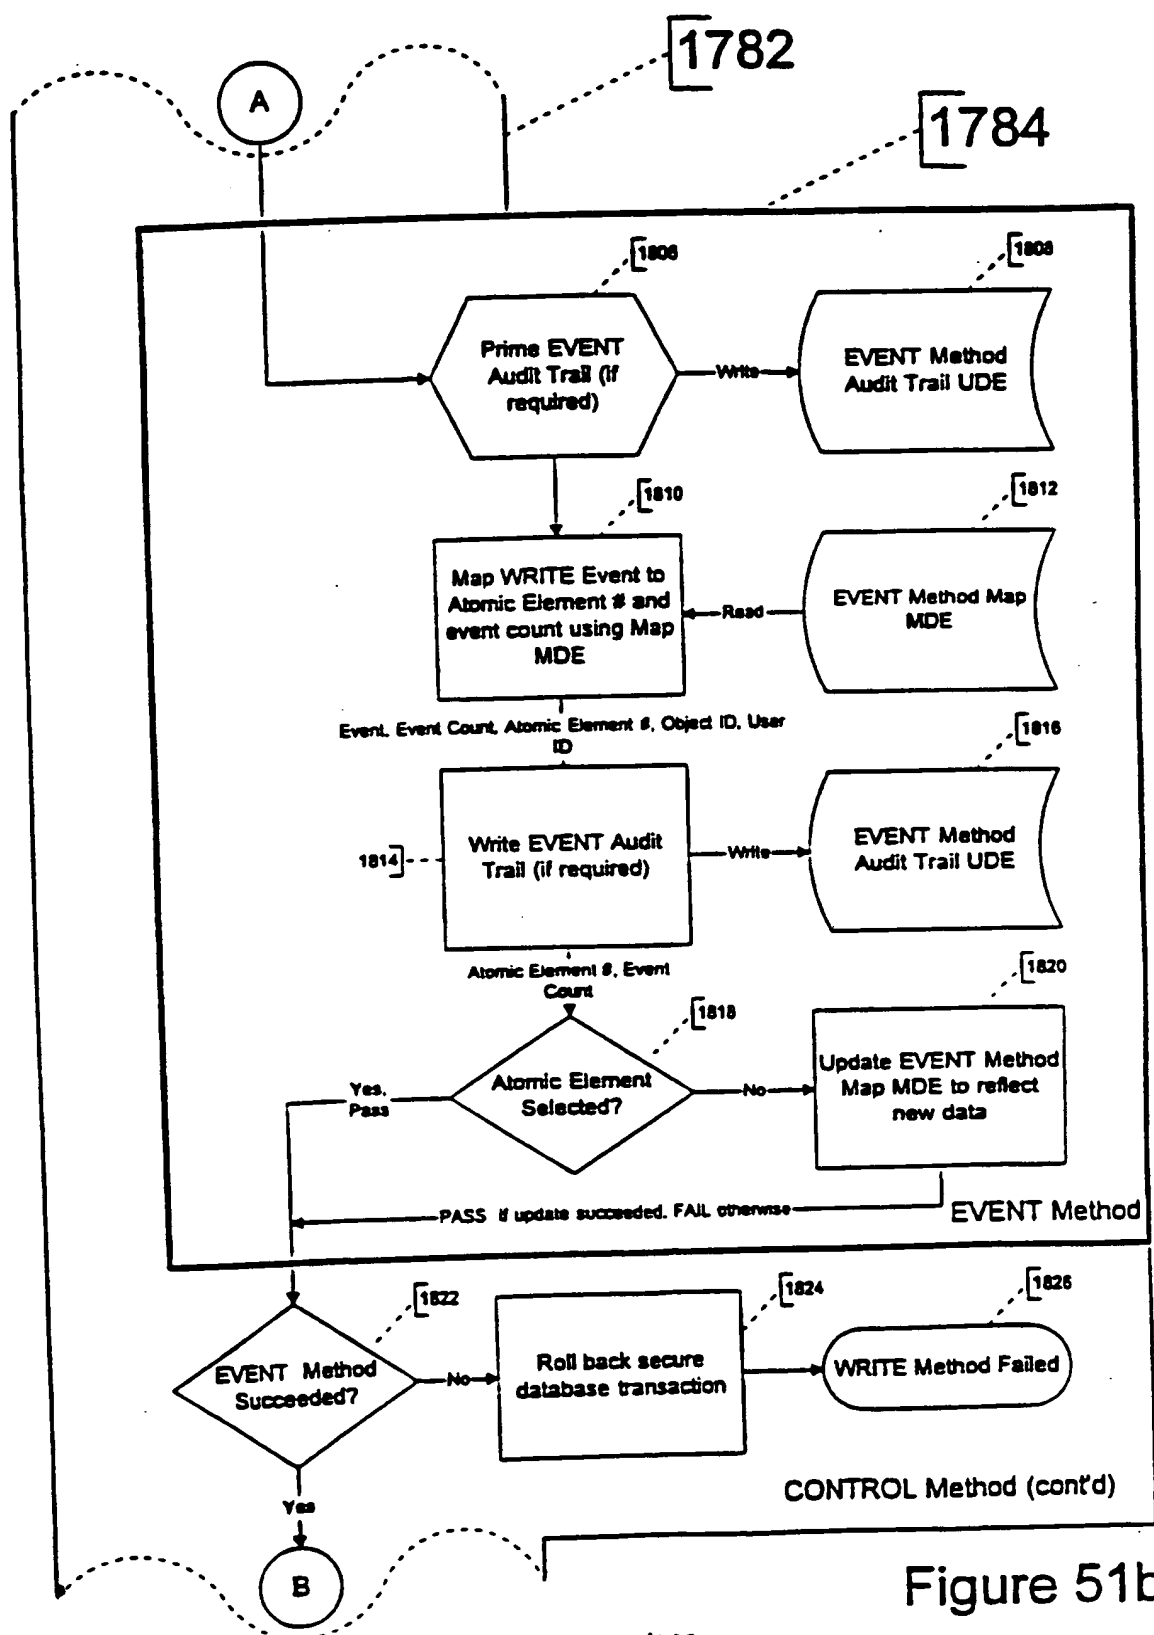 1782
A
1784
1806
1808
Prime EVENT
Audit Trail (if
required)
Write
EVENT Method
Audit Trail UDE
1810
1812
Map WRITE Event to
Atomic Element # and
event count using Map
MDE
Read
EVENT Method Map
MDE
Event, Event Count, Atomic Element #, Object ID, User
ID
1816
1814
Write EVENT Audit
Trail (if required)
Write
EVENT Method
Audit Trail UDE
Atomic Element #, Event
Count
1818
1820
Yes,
Pass
Atomic Element
Selected?
No
Update EVENT Method
Map MDE to reflect
new data
PASS if update succeeded. FAIL otherwise
EVENT Method
1822
1824
1826
EVENT Method
Succeeded?
No
Roll back secure
database transaction
WRITE Method Failed
CONTROL Method (cont'd)
Yes
B
Figure 51b